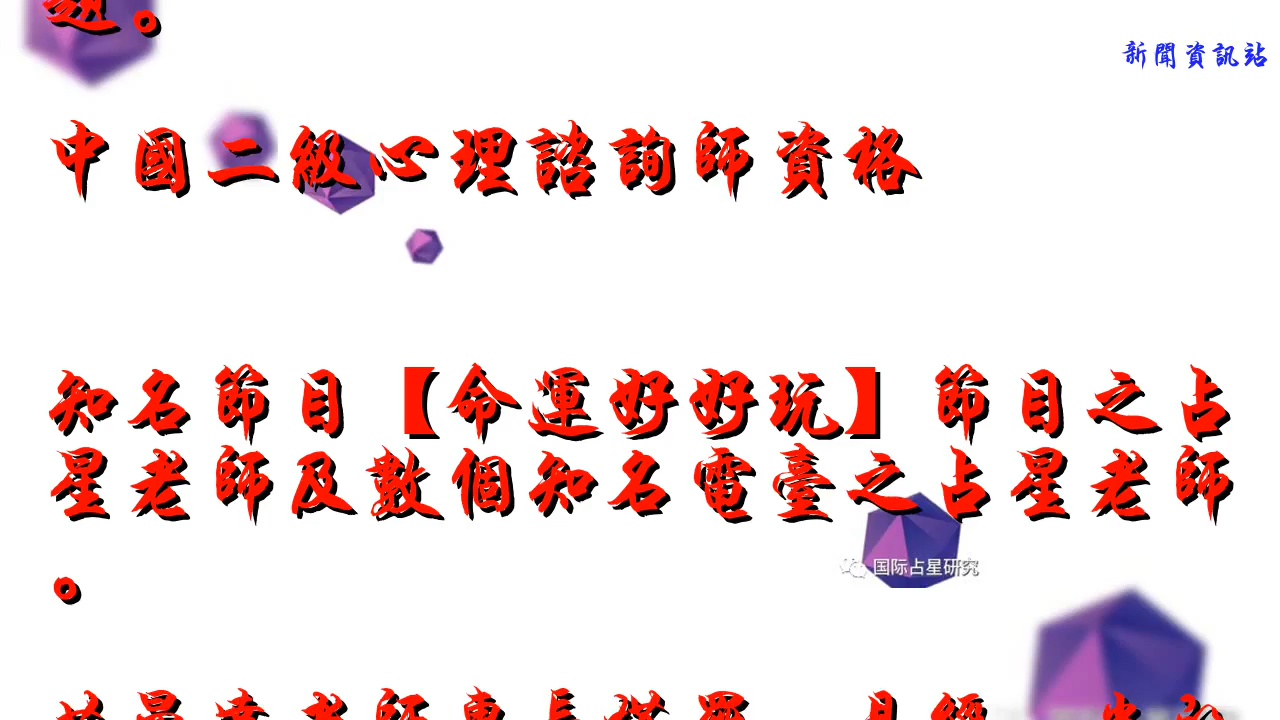 题。
新聞資訊站
中國二級心理諮詢師資格
知名節目【命運好好玩】節目之占
星老師及數個知名電臺之占星老師
。
国际占星研究